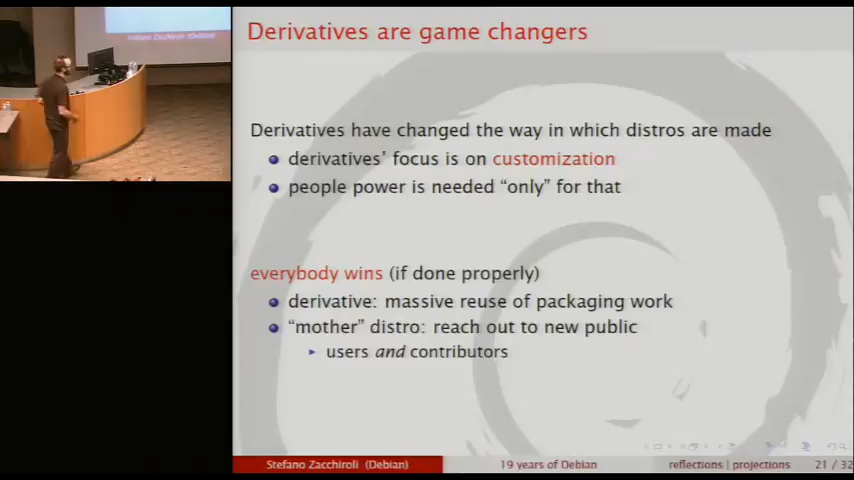 Derivatives are game changers
Derivatives have changed the way in which distros are made
derivatives' focus is on customization
people power is needed “only” for that
everybody wins (if done properly)
derivative: massive reuse of packaging work
“mother” distro: reach out to new public
users and contributors
Stefano Zacchiroli (Debian)
Stefano Zacchiroli (Debian) 19 years of Debian reflections | projections 21 / 32